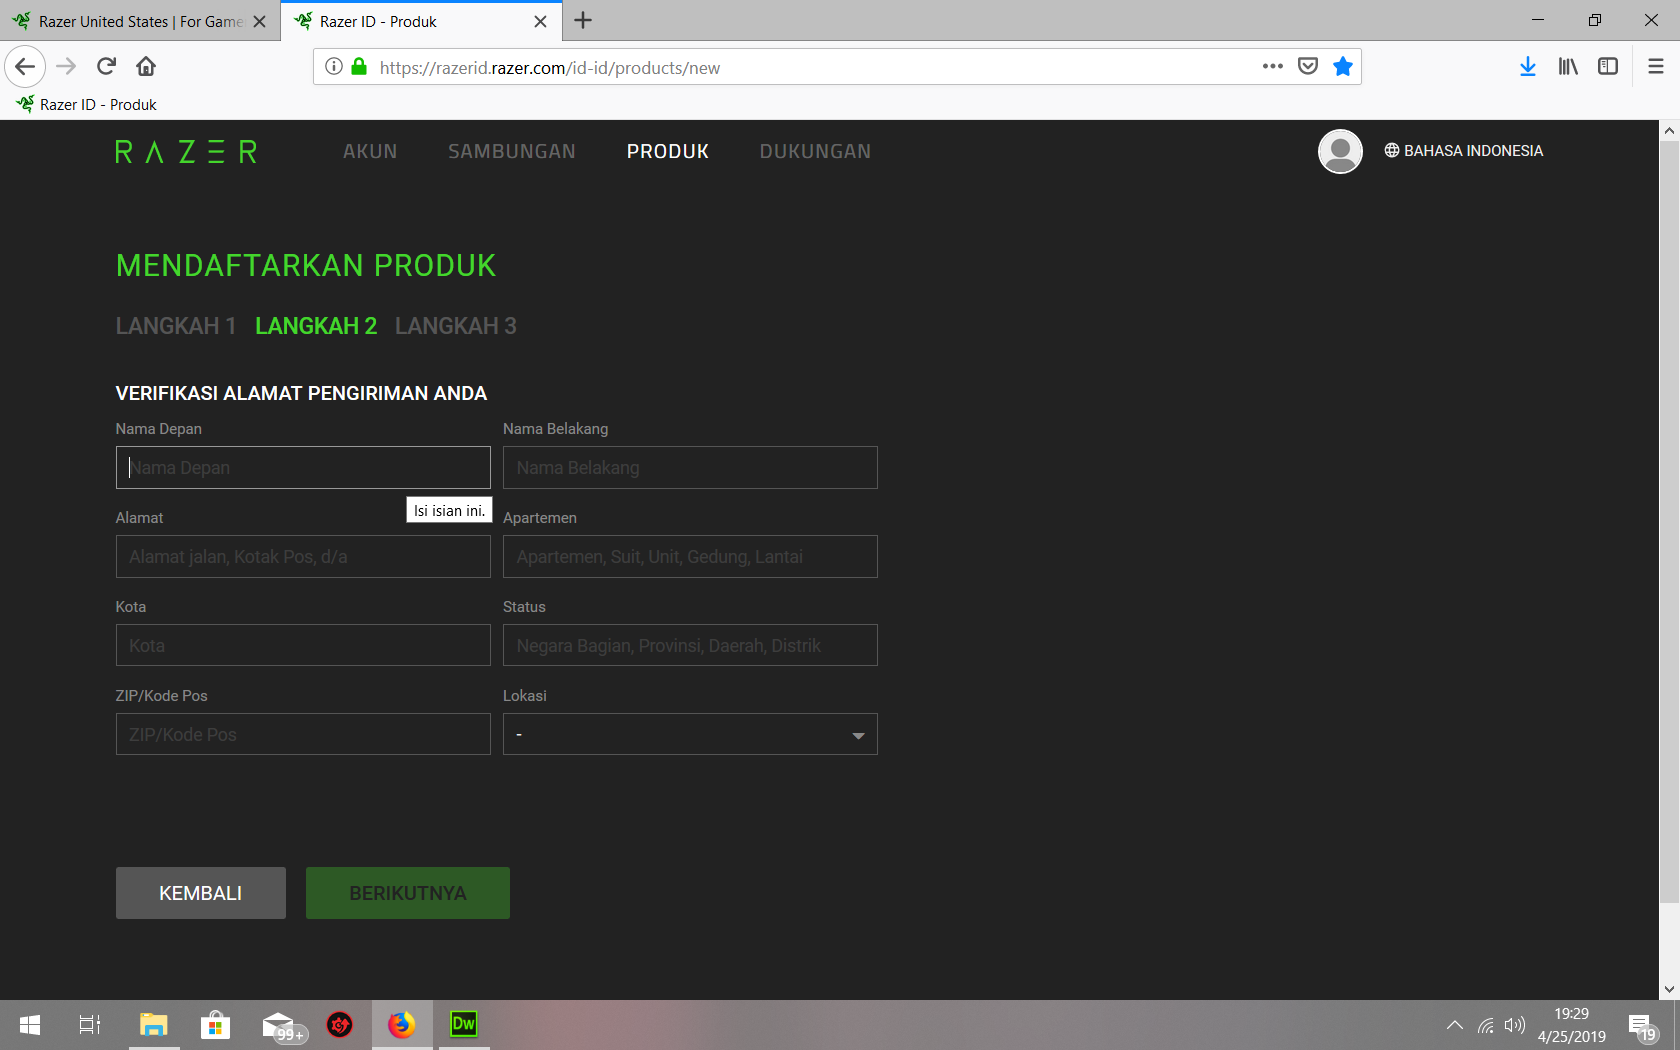 Razer United States | For Game
Razer ID - Produk
https://razerid.razer.com/id-id/products/new
Razer ID - Produk
RAZER
AKUN
SAMBUNGAN
PRODUK
DUKUNGAN
BAHASA INDONESIA
MENDAFTARKAN PRODUK
LANGKAH 1 LANGKAH 2 LANGKAH 3
VERIFIKASI ALAMAT PENGIRIMAN ANDA
Nama Depan
Nama Belakang
Nama Depan
Nama Belakang
Isi isian ini.
Alamat
Apartemen
Alamat jalan, Kotak Pos, d/a
Apartemen, Suit, Unit, Gedung, Lantai
Kota
Status
Kota
Negara Bagian, Provinsi, Daerah, Distrik
ZIP/Kode Pos
Lokasi
ZIP/Kode Pos
-
KEMBALI
BERIKUTNYA
99+
Dw
19:29
4/25/2019
19